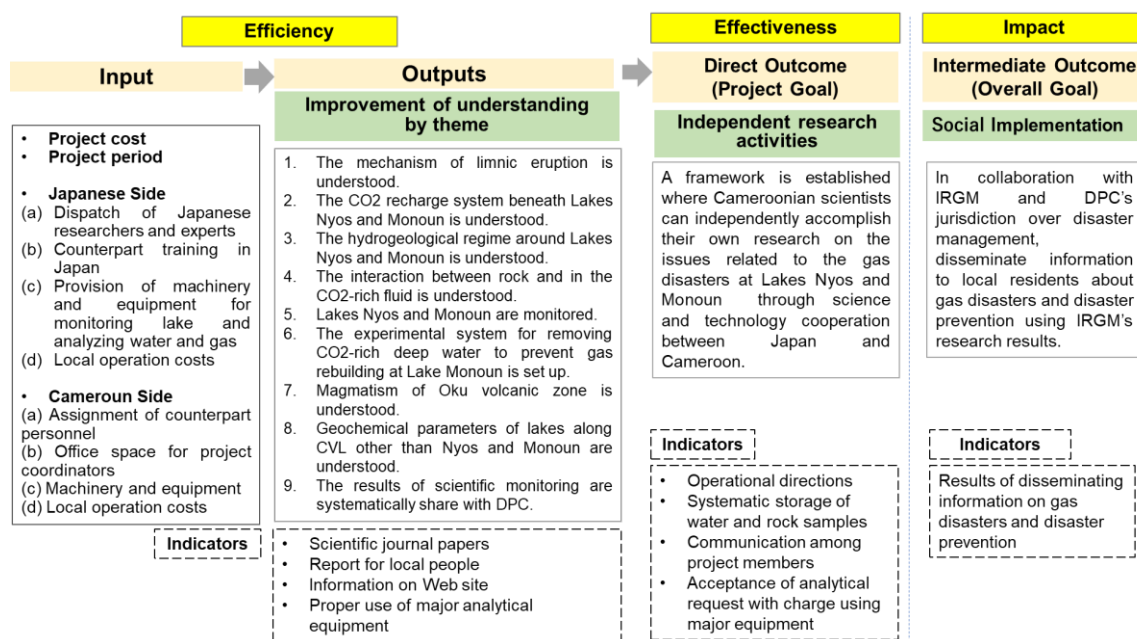 Efficiency
Effectiveness
Impact
Input
Outputs
Direct Outcome
(Project Goal)
Intermediate Outcome
(Overall Goal)
Improvement of understanding
by theme
Independent research
activities
Social Implementation
• Project cost
• Project period
• Japanese Side
(a) Dispatch of Japanese
researchers and experts
(b) Counterpart training in
Japan
(c) Provision of machinery
and equipment for
monitoring lake and
analyzing water and gas
(d) Local operation costs
• Cameroun Side
(a) Assignment of counterpart
personnel
(b) Office space for project
coordinators
(c) Machinery and equipment
(d) Local operation costs
Indicators
1. The mechanism of limnic eruption is
understood.
2. The CO2 recharge system beneath Lakes
Nyos and Monoun is understood.
3. The hydrogeological regime around Lakes
Nyos and Monoun is understood.
4. The interaction between rock and in the
CO2-rich fluid is understood.
5. Lakes Nyos and Monoun are monitored.
6. The experimental system for removing
CO2-rich deep water to prevent gas
rebuilding at Lake Monoun is set up.
7. Magmatism of Oku volcanic zone is
understood.
8. Geochemical parameters of lakes along
CVL other than Nyos and Monoun are
understood.
9. The results of scientific monitoring are
systematically share with DPC.
• Scientific journal papers
• Report for local people
• Information on Web site
• Proper use of major analytical
equipment
A framework is established
where Cameroonian scientists
can independently accomplish
their own research on the
issues related to the gas
disasters at Lakes Nyos and
Monoun through science
and technology cooperation
between Japan and
Cameroon.
Indicators
• Operational directions
• Systematic storage of
water and rock samples
• Communication among
project members
• Acceptance of analytical
request with charge using
major equipment
In collaboration with
IRGM and DPC's
jurisdiction over disaster
management,
disseminate information
to local residents about
gas disasters and disaster
prevention using IRGM's
research results.
Indicators
Results of disseminating
information on gas
disasters and disaster
prevention